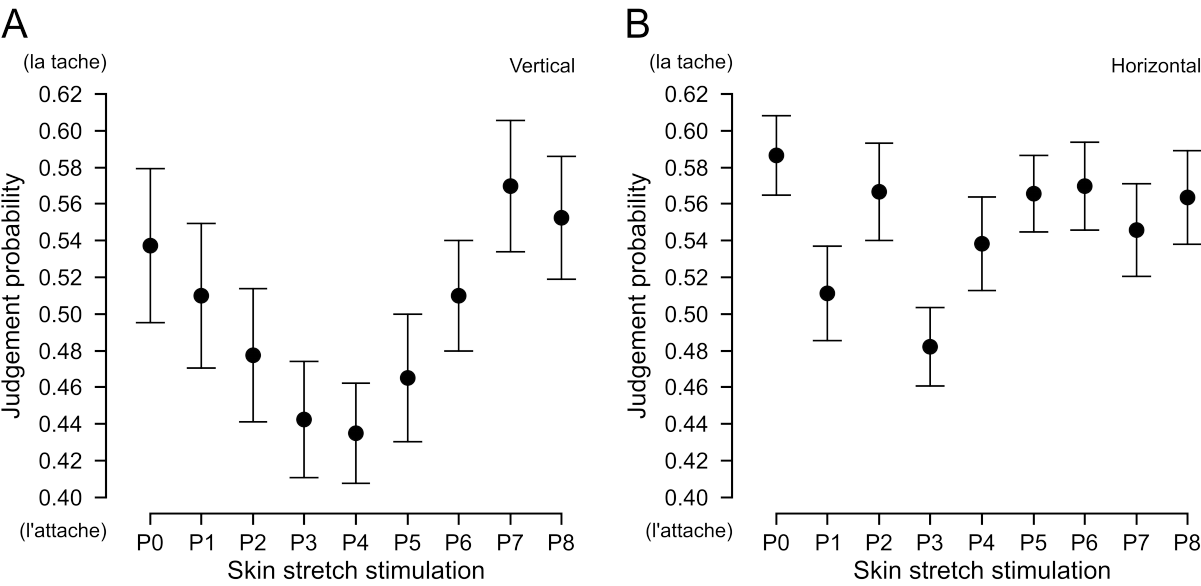 A
(la tache)
Vertical
0.62
0.60
0.58
0.56
0.54
0.52
0.50
0.48
0.46
0.44
0.42
0.40
Judgement probability
(l'attache)
P0 P1 P2 P3 P4 P5 P6 P7 P8
Skin stretch stimulation
B
(la tache)
Horizontal
0.62
0.60
0.58
0.56
0.54
0.52
0.50
0.48
0.46
0.44
0.42
0.40
Judgement probability
(l'attache)
P0 P1 P2 P3 P4 P5 P6 P7 P8
Skin stretch stimulation